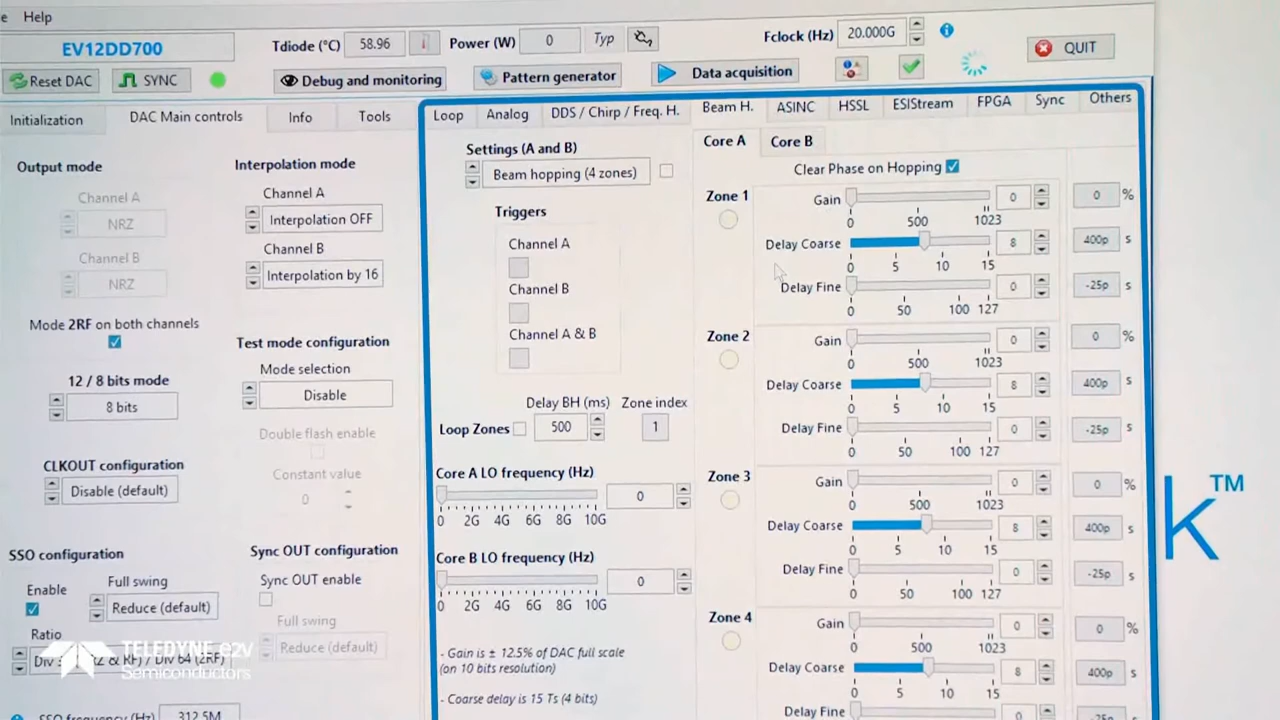 e Help
EV12DD700
Tdiode (°C) 58.96 Power (W) 0 Typ Fclock (Hz) 20.000G QUIT
Reset DAC SYNC Debug and monitoring Pattern generator Data acquisition
Initialization DAC Main controls Info Tools
Loop Analog DDS / Chirp / Freq. H. Beam H. ASINC HSSL ESIStream FPGA Sync Others
Output mode
Channel A
NRZ
Channel B
NRZ
Mode 2RF on both channels
12 / 8 bits mode
8 bits
CLKOUT configuration
Disable (default)
SSO configuration
Enable
Full swing
Reduce (default)
Ratio
& RF) / Div 64 (2RF)
SSO frequency (Hz) 312.5M
Interpolation mode
Channel A
Interpolation OFF
Channel B
Interpolation by 16
Test mode configuration
Mode selection
Disable
Double flash enable
Constant value
0
Sync OUT configuration
Sync OUT enable
Full swing
Reduce (default)
Settings (A and B)
Beam hopping (4 zones)
Triggers
Channel A
Channel B
Channel A & B
Delay BH (ms) Zone index
Loop Zones 500 1
Core A LO frequency (Hz)
0
0 2G 4G 6G 8G 10G
Core B LO frequency (Hz)
0
0 2G 4G 6G 8G 10G
- Gain is ± 12.5% of DAC full scale
(on 10 bits resolution)
- Coarse delay is 15 Ts (4 bits)
Core A Core B
Clear Phase on Hopping
Zone 1
Gain 0 0 %
0 500 1023
Delay Coarse 8 400p s
0 5 10 15
Delay Fine 0 -25p s
0 50 100 127
Zone 2
Gain 0 0 %
0 500 1023
Delay Coarse 8 400p s
0 5 10 15
Delay Fine 0 -25p s
0 50 100 127
Zone 3
Gain 0 0 %
0 500 1023
Delay Coarse 8 400p s
0 5 10 15
Delay Fine 0 -25p s
0 50 100 127
Zone 4
Gain 0 0 %
0 500 1023
Delay Coarse 8 400p s
0 5 10 15
Delay Fine 0 -25p s
k™
TELEDYNE e2v
Semiconductors